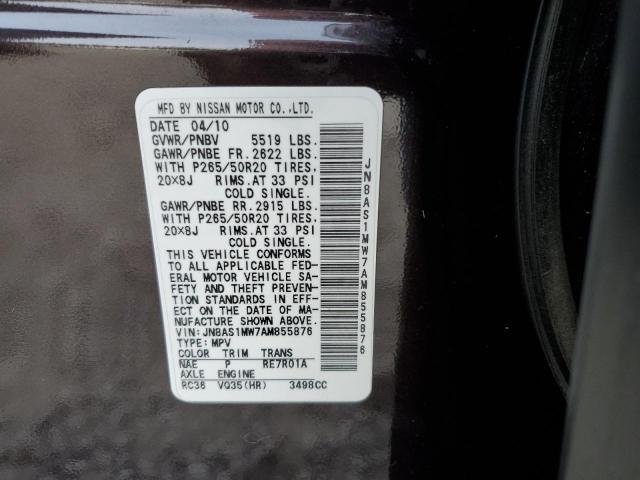 MFD BY NISSAN MOTOR CO.,LTD.
DATE 04/10
GVWR/PNBV 5519 LBS.
GAWR/PNBE FR. 2622 LBS.
WITH P265/50R20 TIRES,
20×8J RIMS.AT 33 PSI
COLD SINGLE.
GAWR/PNBE RR. 2915 LBS.
WITH P265/50R20 TIRES,
20×8J RIMS.AT 33 PSI
COLD SINGLE.
THIS VEHICLE CONFORMS
TO ALL APPLICABLE FED-
ERAL MOTOR VEHICLE SA-
FETY AND THEFT PREVEN-
TION STANDARDS IN EFF-
ECT ON THE DATE OF MA-
NUFACTURE SHOWN ABOVE.
VIN: JN8AS1MW7AM855876
TYPE: MPV
COLOR TRIM TRANS
NAE P RE7R01A
AXLE ENGINE
RC36 VQ35(HR) 3498CC
JN8AS1MW7AM855876